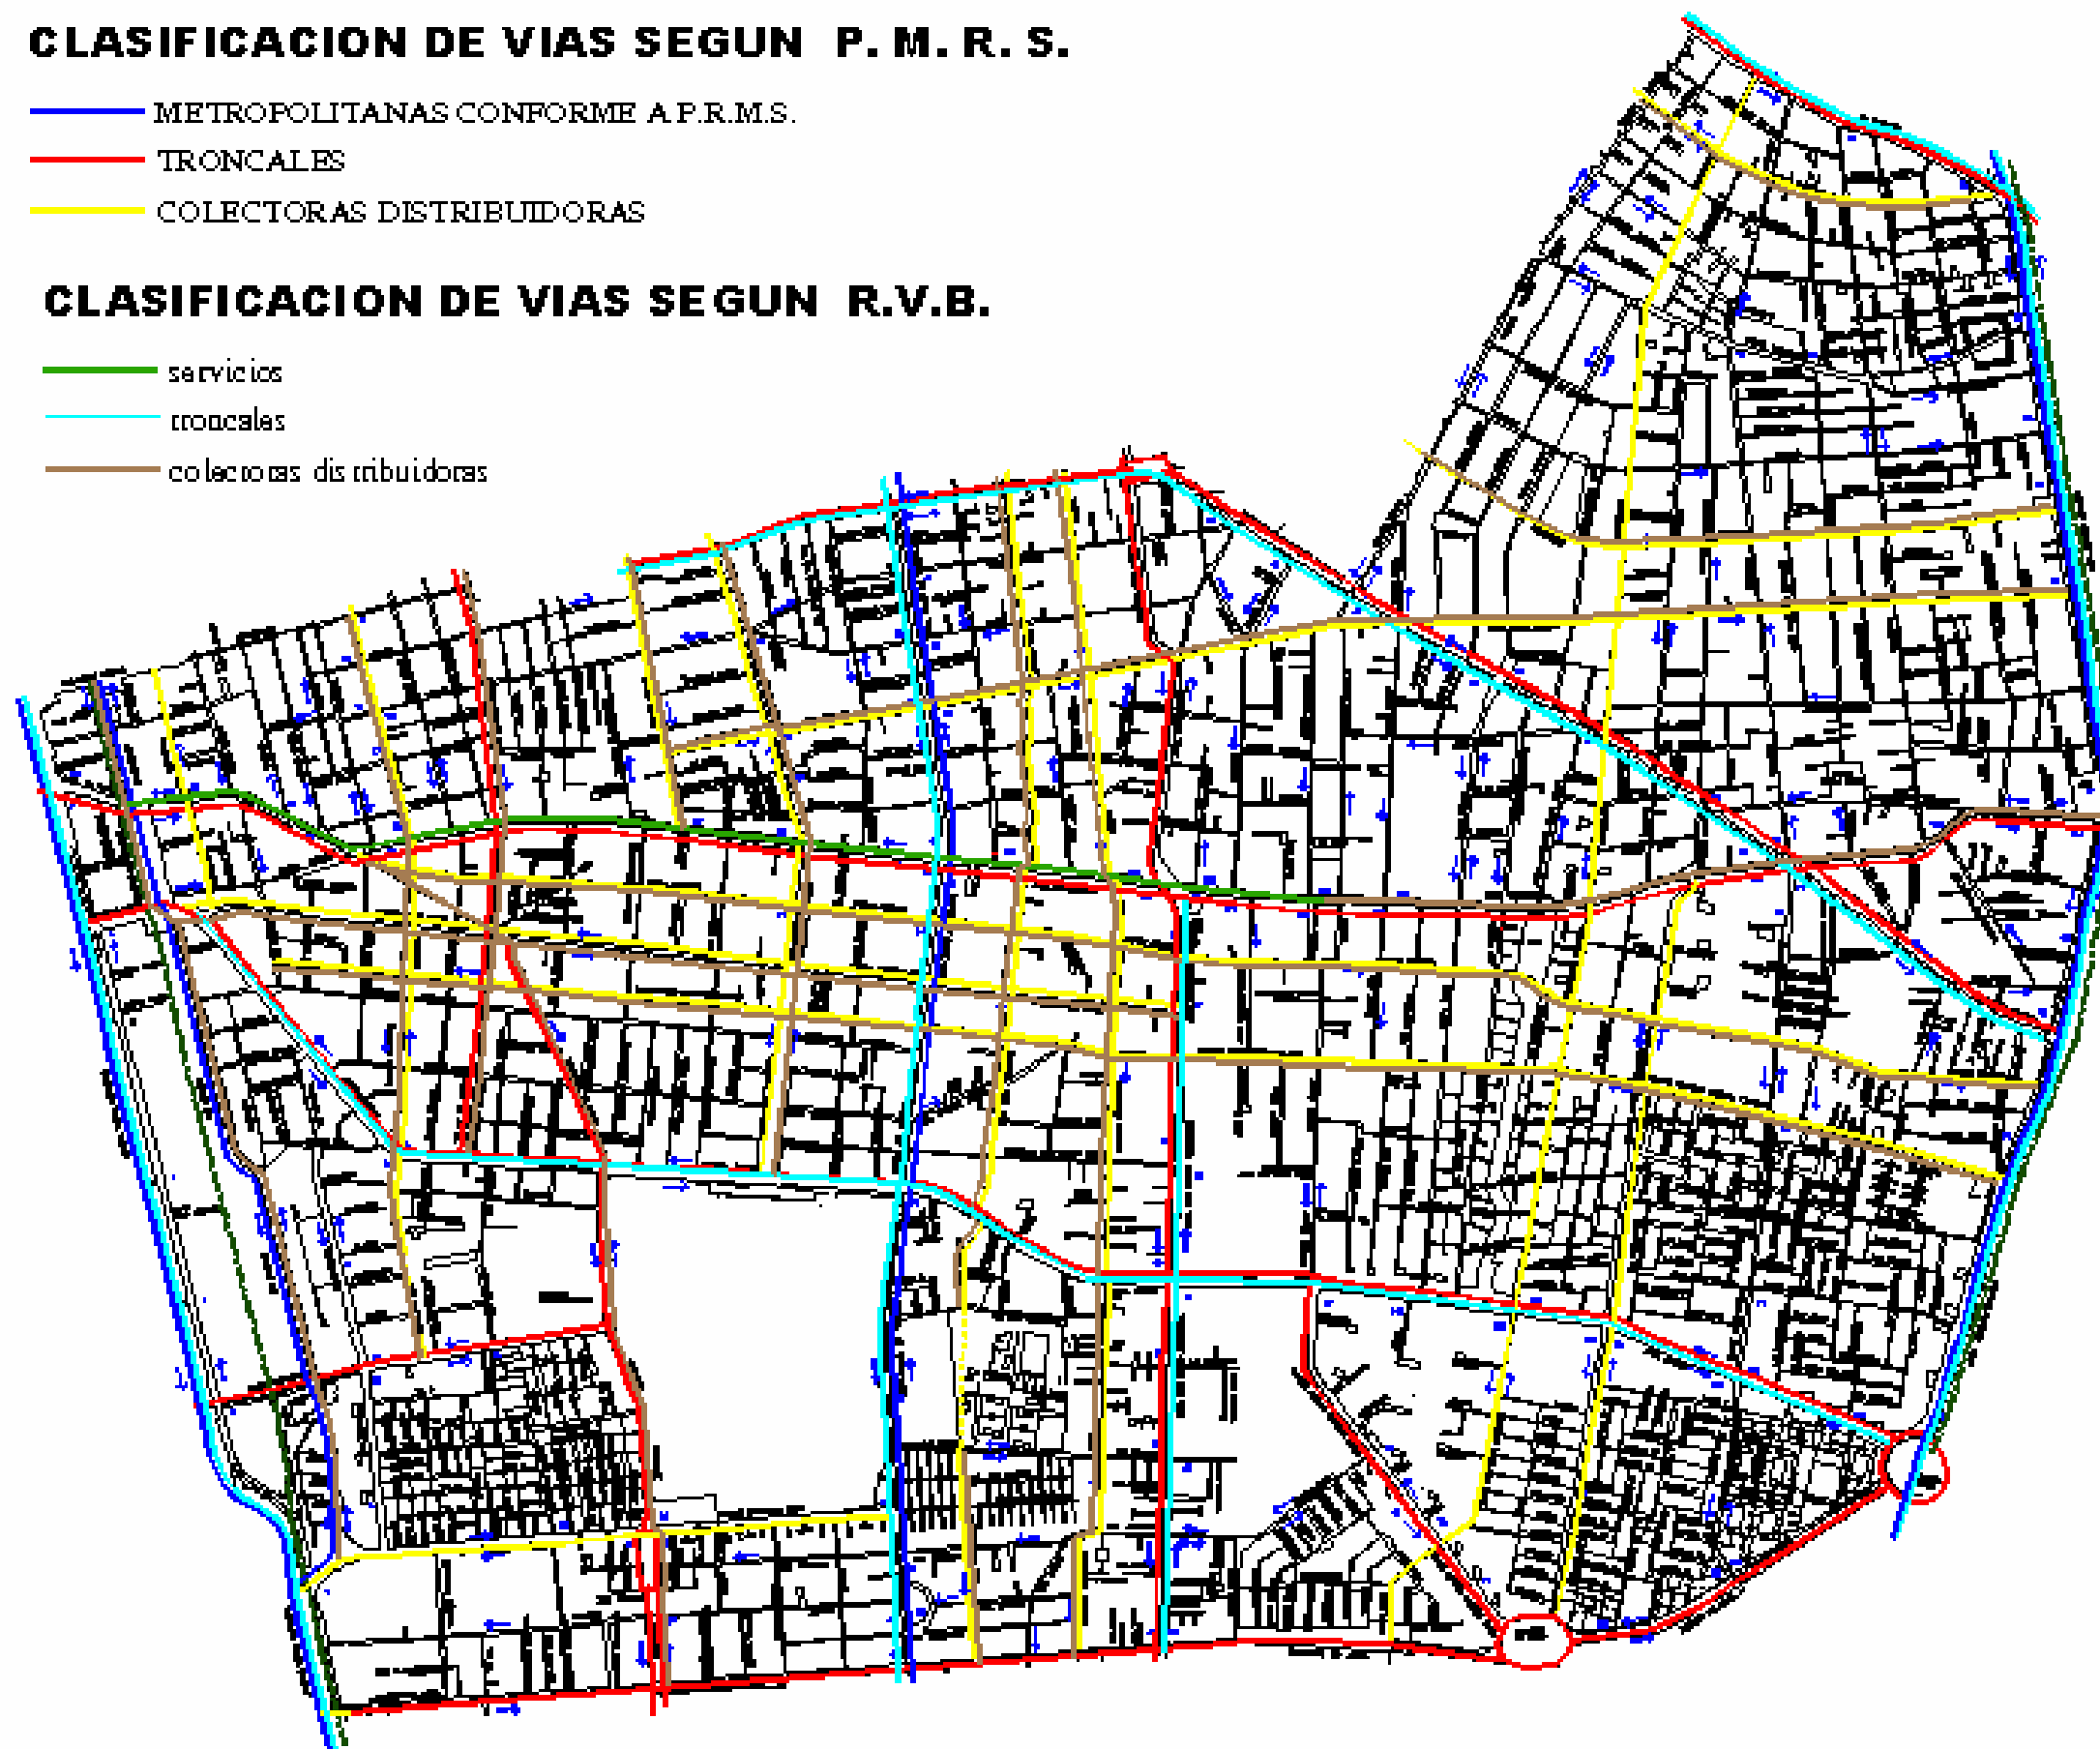 CLASIFICACION DE VIAS SEGUN P. M. R. S.
METROPOLITANAS CONFORME A P.R.M.S.
TRONCALES
COLECTORAS DISTRIBUIDORAS
CLASIFICACION DE VIAS SEGUN R.V.B.
servicios
troncales
colectoras distribuidoras